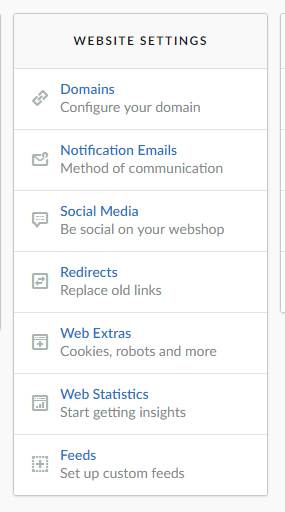 WEBSITE SETTINGS
Domains
Configure your domain
Notification Emails
Method of communication
Social Media
Be social on your webshop
Redirects
Replace old links
Web Extras
Cookies, robots and more
Web Statistics
Start getting insights
Feeds
Set up custom feeds